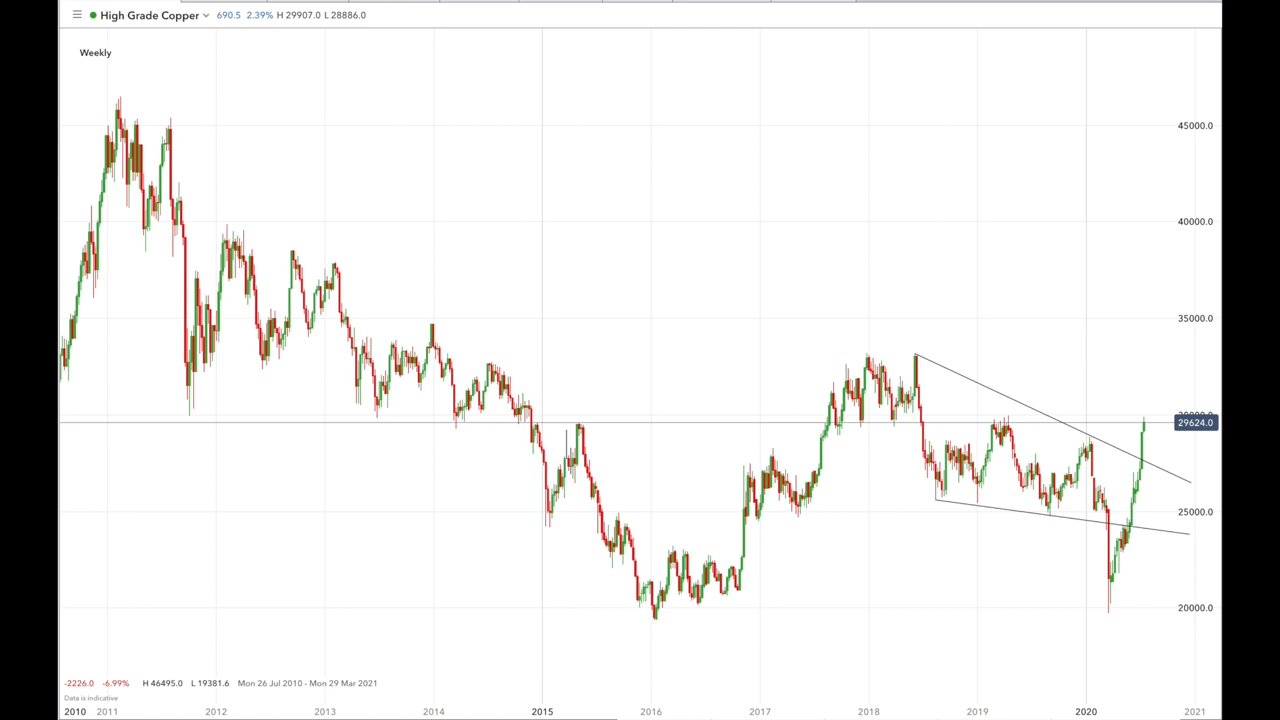 High Grade Copper 690.5 2.39% H 29907.0 L 28886.0
Weekly
45000.0
40000.0
35000.0
29624.0
25000.0
20000.0
-2226.0 -6.99% H 46495.0 L 19381.6 Mon 26 Jul 2010 - Mon 29 Mar 2021
Data is indicative
2010 2011 2012 2013 2014 2015 2016 2017 2018 2019 2020 2021